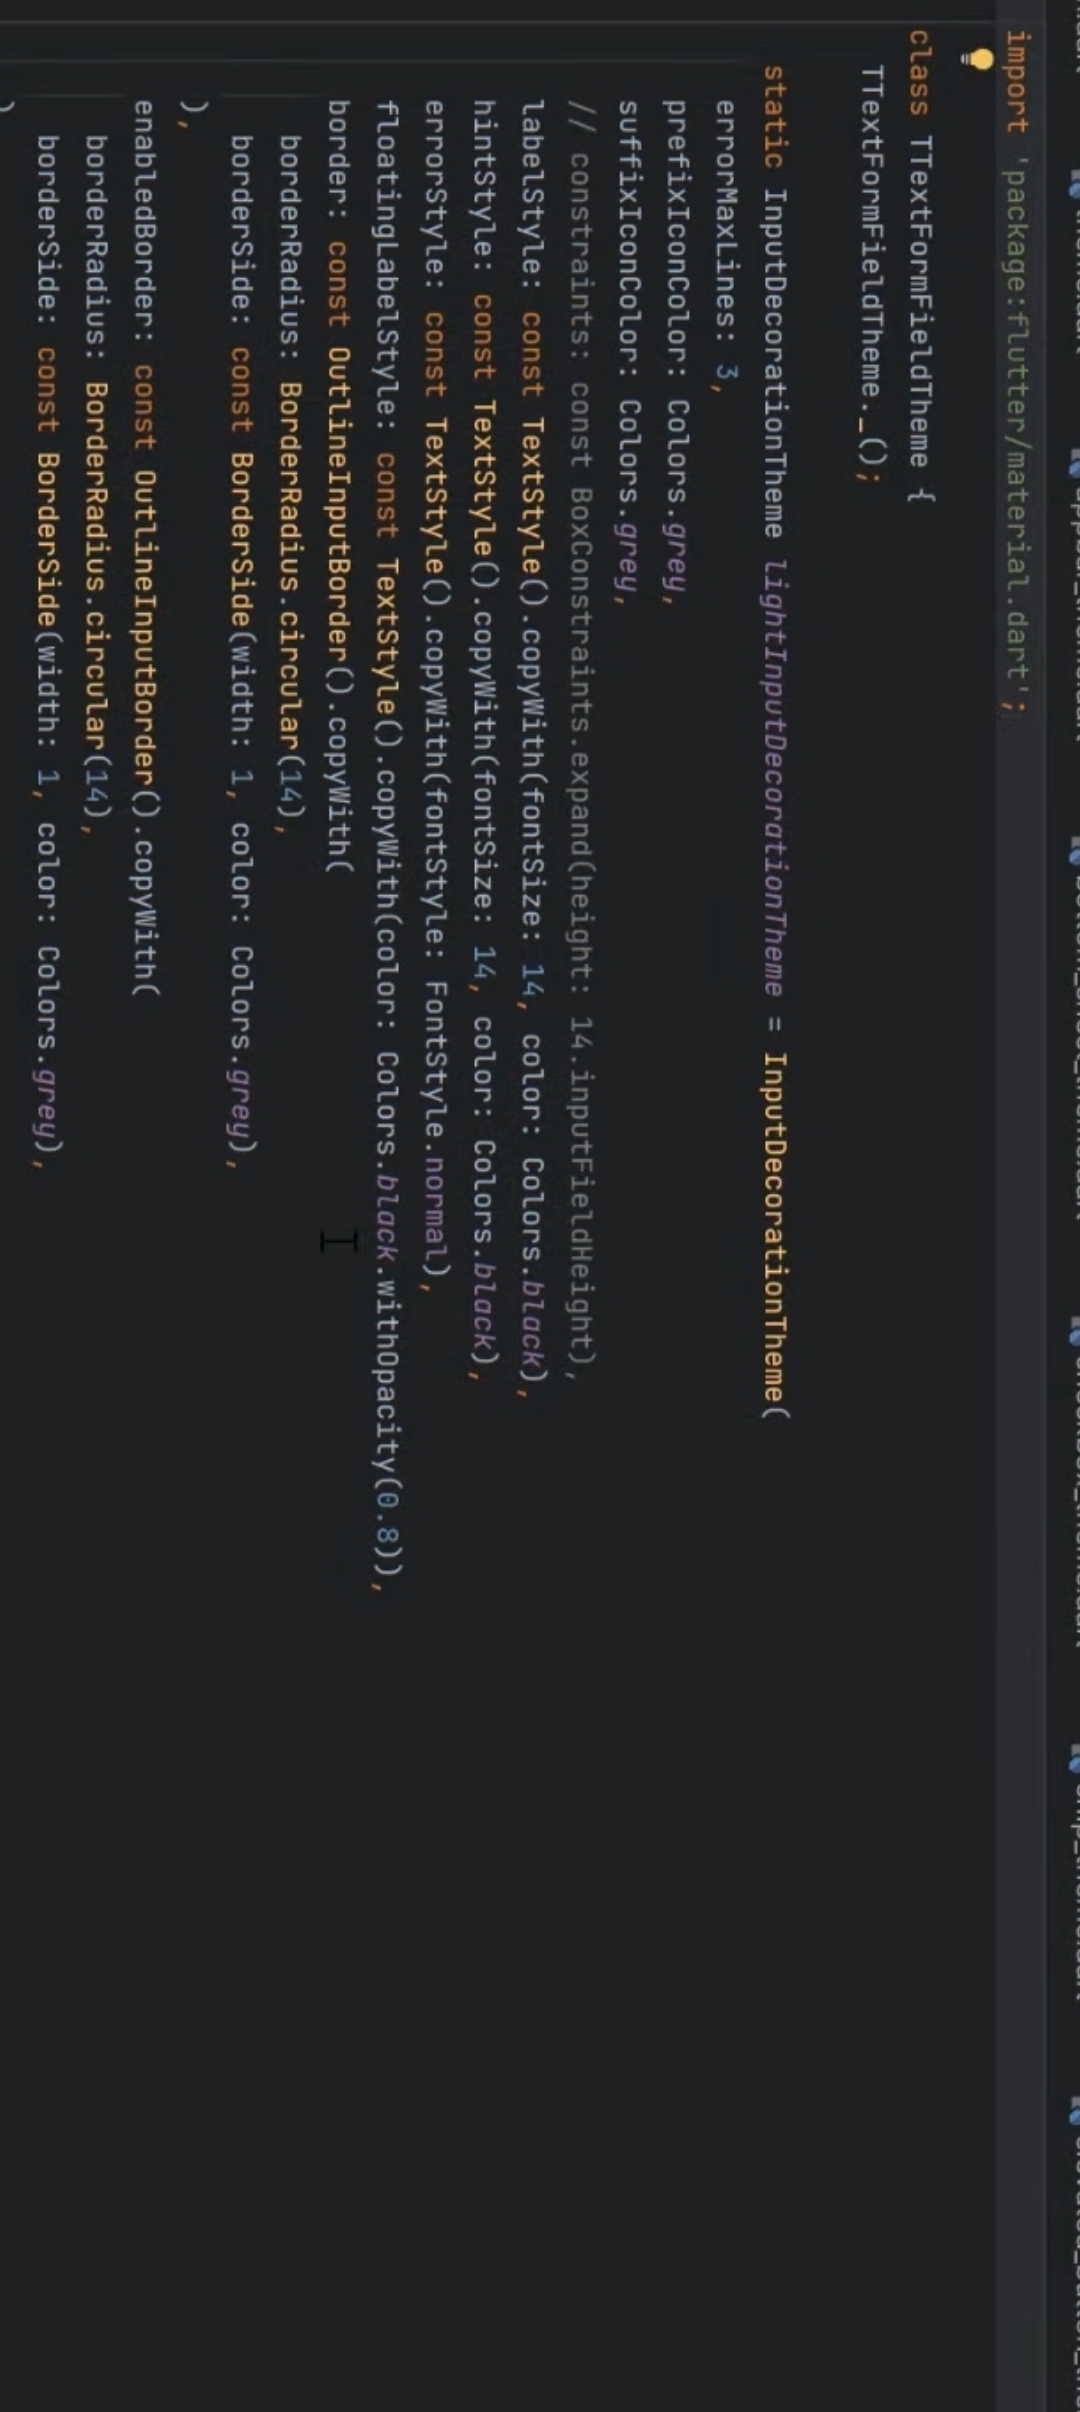 import 'package:flutter/material.dart';
class TTextFormFieldTheme {
TTextFormFieldTheme._();
static InputDecorationTheme lightInputDecorationTheme = InputDecorationTheme(
errorMaxLines: 3,
prefixIconColor: Colors.grey,
suffixIconColor: Colors.grey,
// constraints: const BoxConstraints.expand(height: 14.inputFieldHeight),
labelStyle: const TextStyle().copyWith(fontSize: 14, color: Colors.black),
hintStyle: const TextStyle().copyWith(fontSize: 14, color: Colors.black),
errorStyle: const TextStyle().copyWith(fontStyle: FontStyle.normal),
floatingLabelStyle: const TextStyle().copyWith(color: Colors.black.withOpacity(0.8)),
border: const OutlineInputBorder().copyWith(
borderRadius: BorderRadius.circular(14),
borderSide: const BorderSide(width: 1, color: Colors.grey),
),
enabledBorder: const OutlineInputBorder().copyWith(
borderRadius: BorderRadius.circular(14),
borderSide: const BorderSide(width: 1, color: Colors.grey),
)